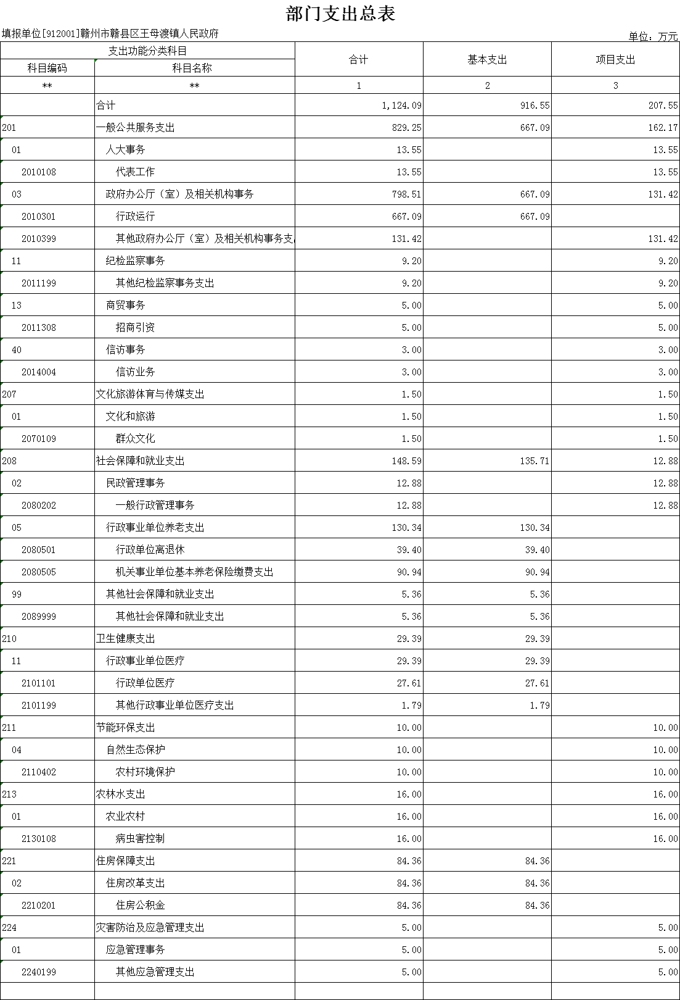 部门支出总表
填报单位[912001]赣州市赣县区王母渡镇人民政府
单位：万元
支出功能分类科目 合计 基本支出 项目支出
科目编码 科目名称
** ** 1 2 3
合计 1,124.09 916.55 207.55
201 一般公共服务支出 829.25 667.09 162.17
01 人大事务 13.55 13.55
2010108 代表工作 13.55 13.55
03 政府办公厅（室）及相关机构事务 798.51 667.09 131.42
2010301 行政运行 667.09 667.09
2010399 其他政府办公厅（室）及相关机构事务支 131.42 131.42
11 纪检监察事务 9.20 9.20
2011199 其他纪检监察事务支出 9.20 9.20
13 商贸事务 5.00 5.00
2011308 招商引资 5.00 5.00
40 信访事务 3.00 3.00
2014004 信访业务 3.00 3.00
207 文化旅游体育与传媒支出 1.50 1.50
01 文化和旅游 1.50 1.50
2070109 群众文化 1.50 1.50
208 社会保障和就业支出 148.59 135.71 12.88
02 民政管理事务 12.88 12.88
2080202 一般行政管理事务 12.88 12.88
05 行政事业单位养老支出 130.34 130.34
2080501 行政单位离退休 39.40 39.40
2080505 机关事业单位基本养老保险缴费支出 90.94 90.94
99 其他社会保障和就业支出 5.36 5.36
2089999 其他社会保障和就业支出 5.36 5.36
210 卫生健康支出 29.39 29.39
11 行政事业单位医疗 29.39 29.39
2101101 行政单位医疗 27.61 27.61
2101199 其他行政事业单位医疗支出 1.79 1.79
211 节能环保支出 10.00 10.00
04 自然生态保护 10.00 10.00
2110402 农村环境保护 10.00 10.00
213 农林水支出 16.00 16.00
01 农业农村 16.00 16.00
2130108 病虫害控制 16.00 16.00
221 住房保障支出 84.36 84.36
02 住房改革支出 84.36 84.36
2210201 住房公积金 84.36 84.36
224 灾害防治及应急管理支出 5.00 5.00
01 应急管理事务 5.00 5.00
2240199 其他应急管理支出 5.00 5.00